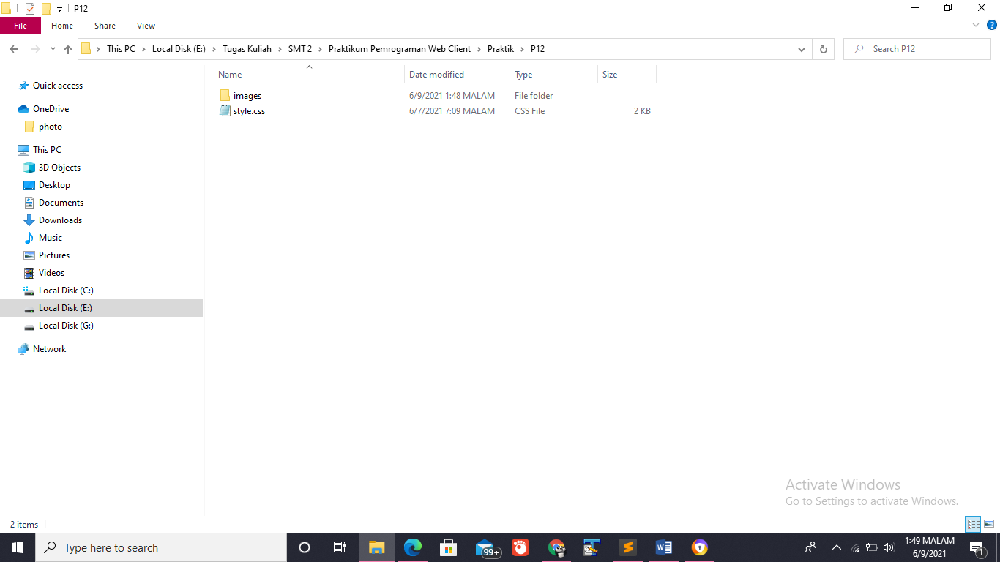 P12
File Home Share View
This PC Local Disk (E:) Tugas Kuliah SMT 2 Praktikum Pemrograman Web Client Praktik P12
Search P12
Name Date modified Type Size
images 6/9/2021 1:48 MALAM File folder
style.css 6/7/2021 7:09 MALAM CSS File 2 KB
Quick access
OneDrive
photo
This PC
3D Objects
Desktop
Documents
Downloads
Music
Pictures
Videos
Local Disk (C:)
Local Disk (E:)
Local Disk (G:)
Network
Activate Windows
Go to Settings to activate Windows.
2 items
Type here to search
99+
1:49 MALAM
6/9/2021
1